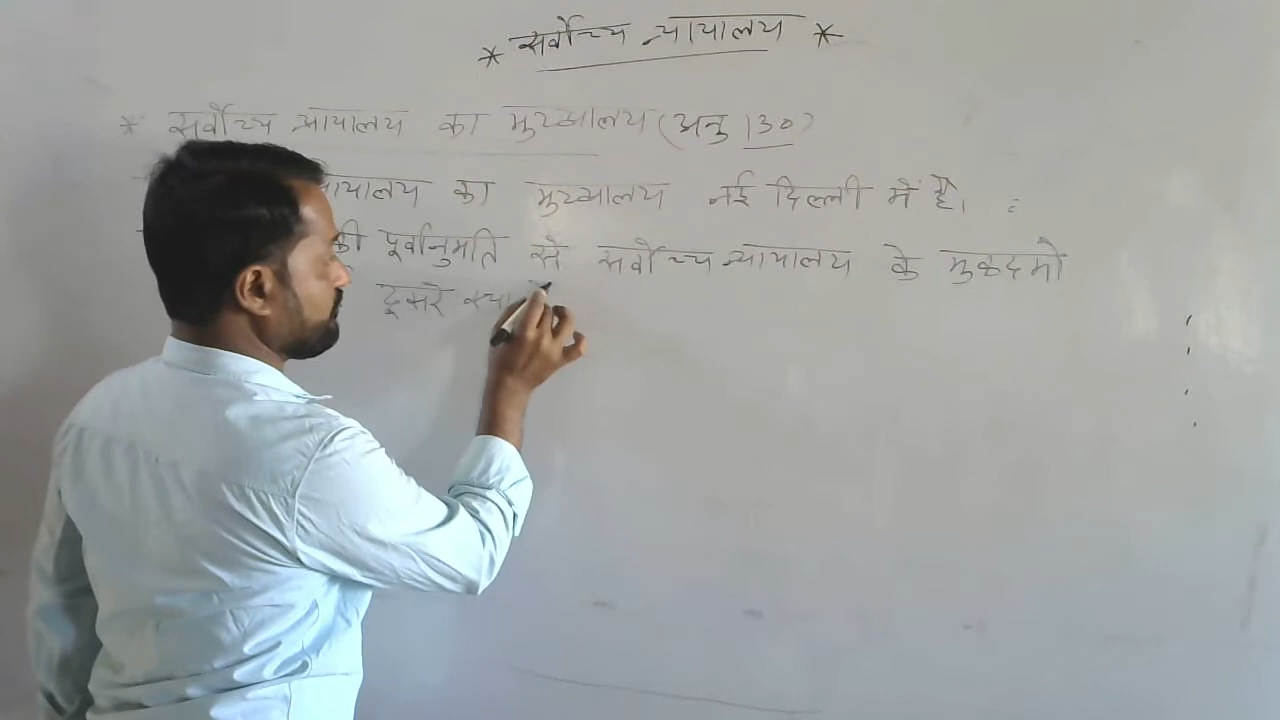 * सर्वोच्य न्यायालय *
* सर्वोच्य न्यायालय का मुख्यालय (अनु 130)
न्यायालय का मुख्यालय नई दिल्ली में है।
की पूर्वानुमति से सर्वोच्य न्यायालय के मुकदमो
दूसरे स्था